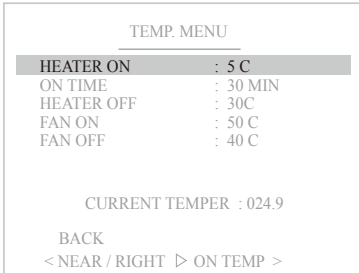 TEMP. MENU
HEATER ON : 5 C
ON TIME : 30 MIN
HEATER OFF : 30C
FAN ON : 50 C
FAN OFF : 40 C
CURRENT TEMPER : 024.9
BACK
< NEAR / RIGHT ▷ ON TEMP >